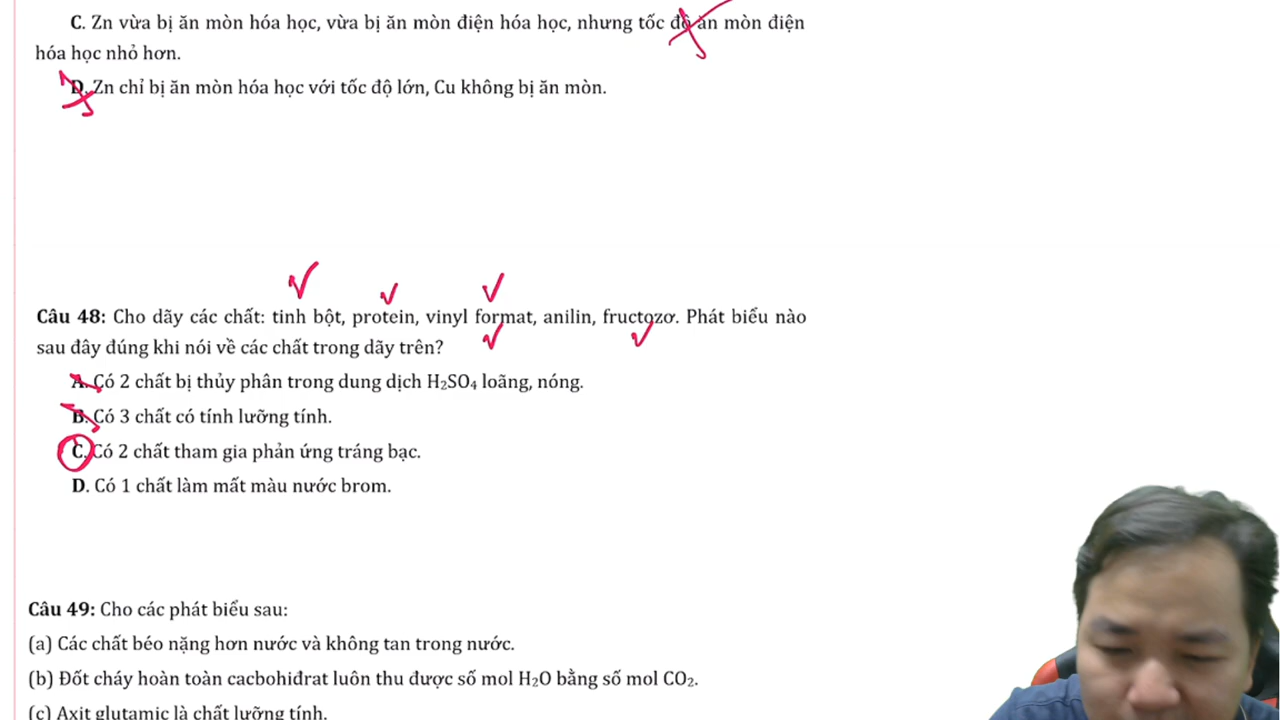 C. Zn vừa bị ăn mòn hóa học, vừa bị ăn mòn điện hóa học, nhưng tốc độ ăn mòn điện
hóa học nhỏ hơn.
D. Zn chỉ bị ăn mòn hóa học với tốc độ lớn, Cu không bị ăn mòn.
Câu 48: Cho dãy các chất: tinh bột, protein, vinyl format, anilin, fructozơ. Phát biểu nào
sau đây đúng khi nói về các chất trong dãy trên?
A. Có 2 chất bị thủy phân trong dung dịch H₂SO₄ loãng, nóng.
B. Có 3 chất có tính lưỡng tính.
C. Có 2 chất tham gia phản ứng tráng bạc.
D. Có 1 chất làm mất màu nước brom.
Câu 49: Cho các phát biểu sau:
(a) Các chất béo nặng hơn nước và không tan trong nước.
(b) Đốt cháy hoàn toàn cacbohiđrat luôn thu được số mol H₂O bằng số mol CO₂.
(c) Axit glutamic là chất lưỡng tính.